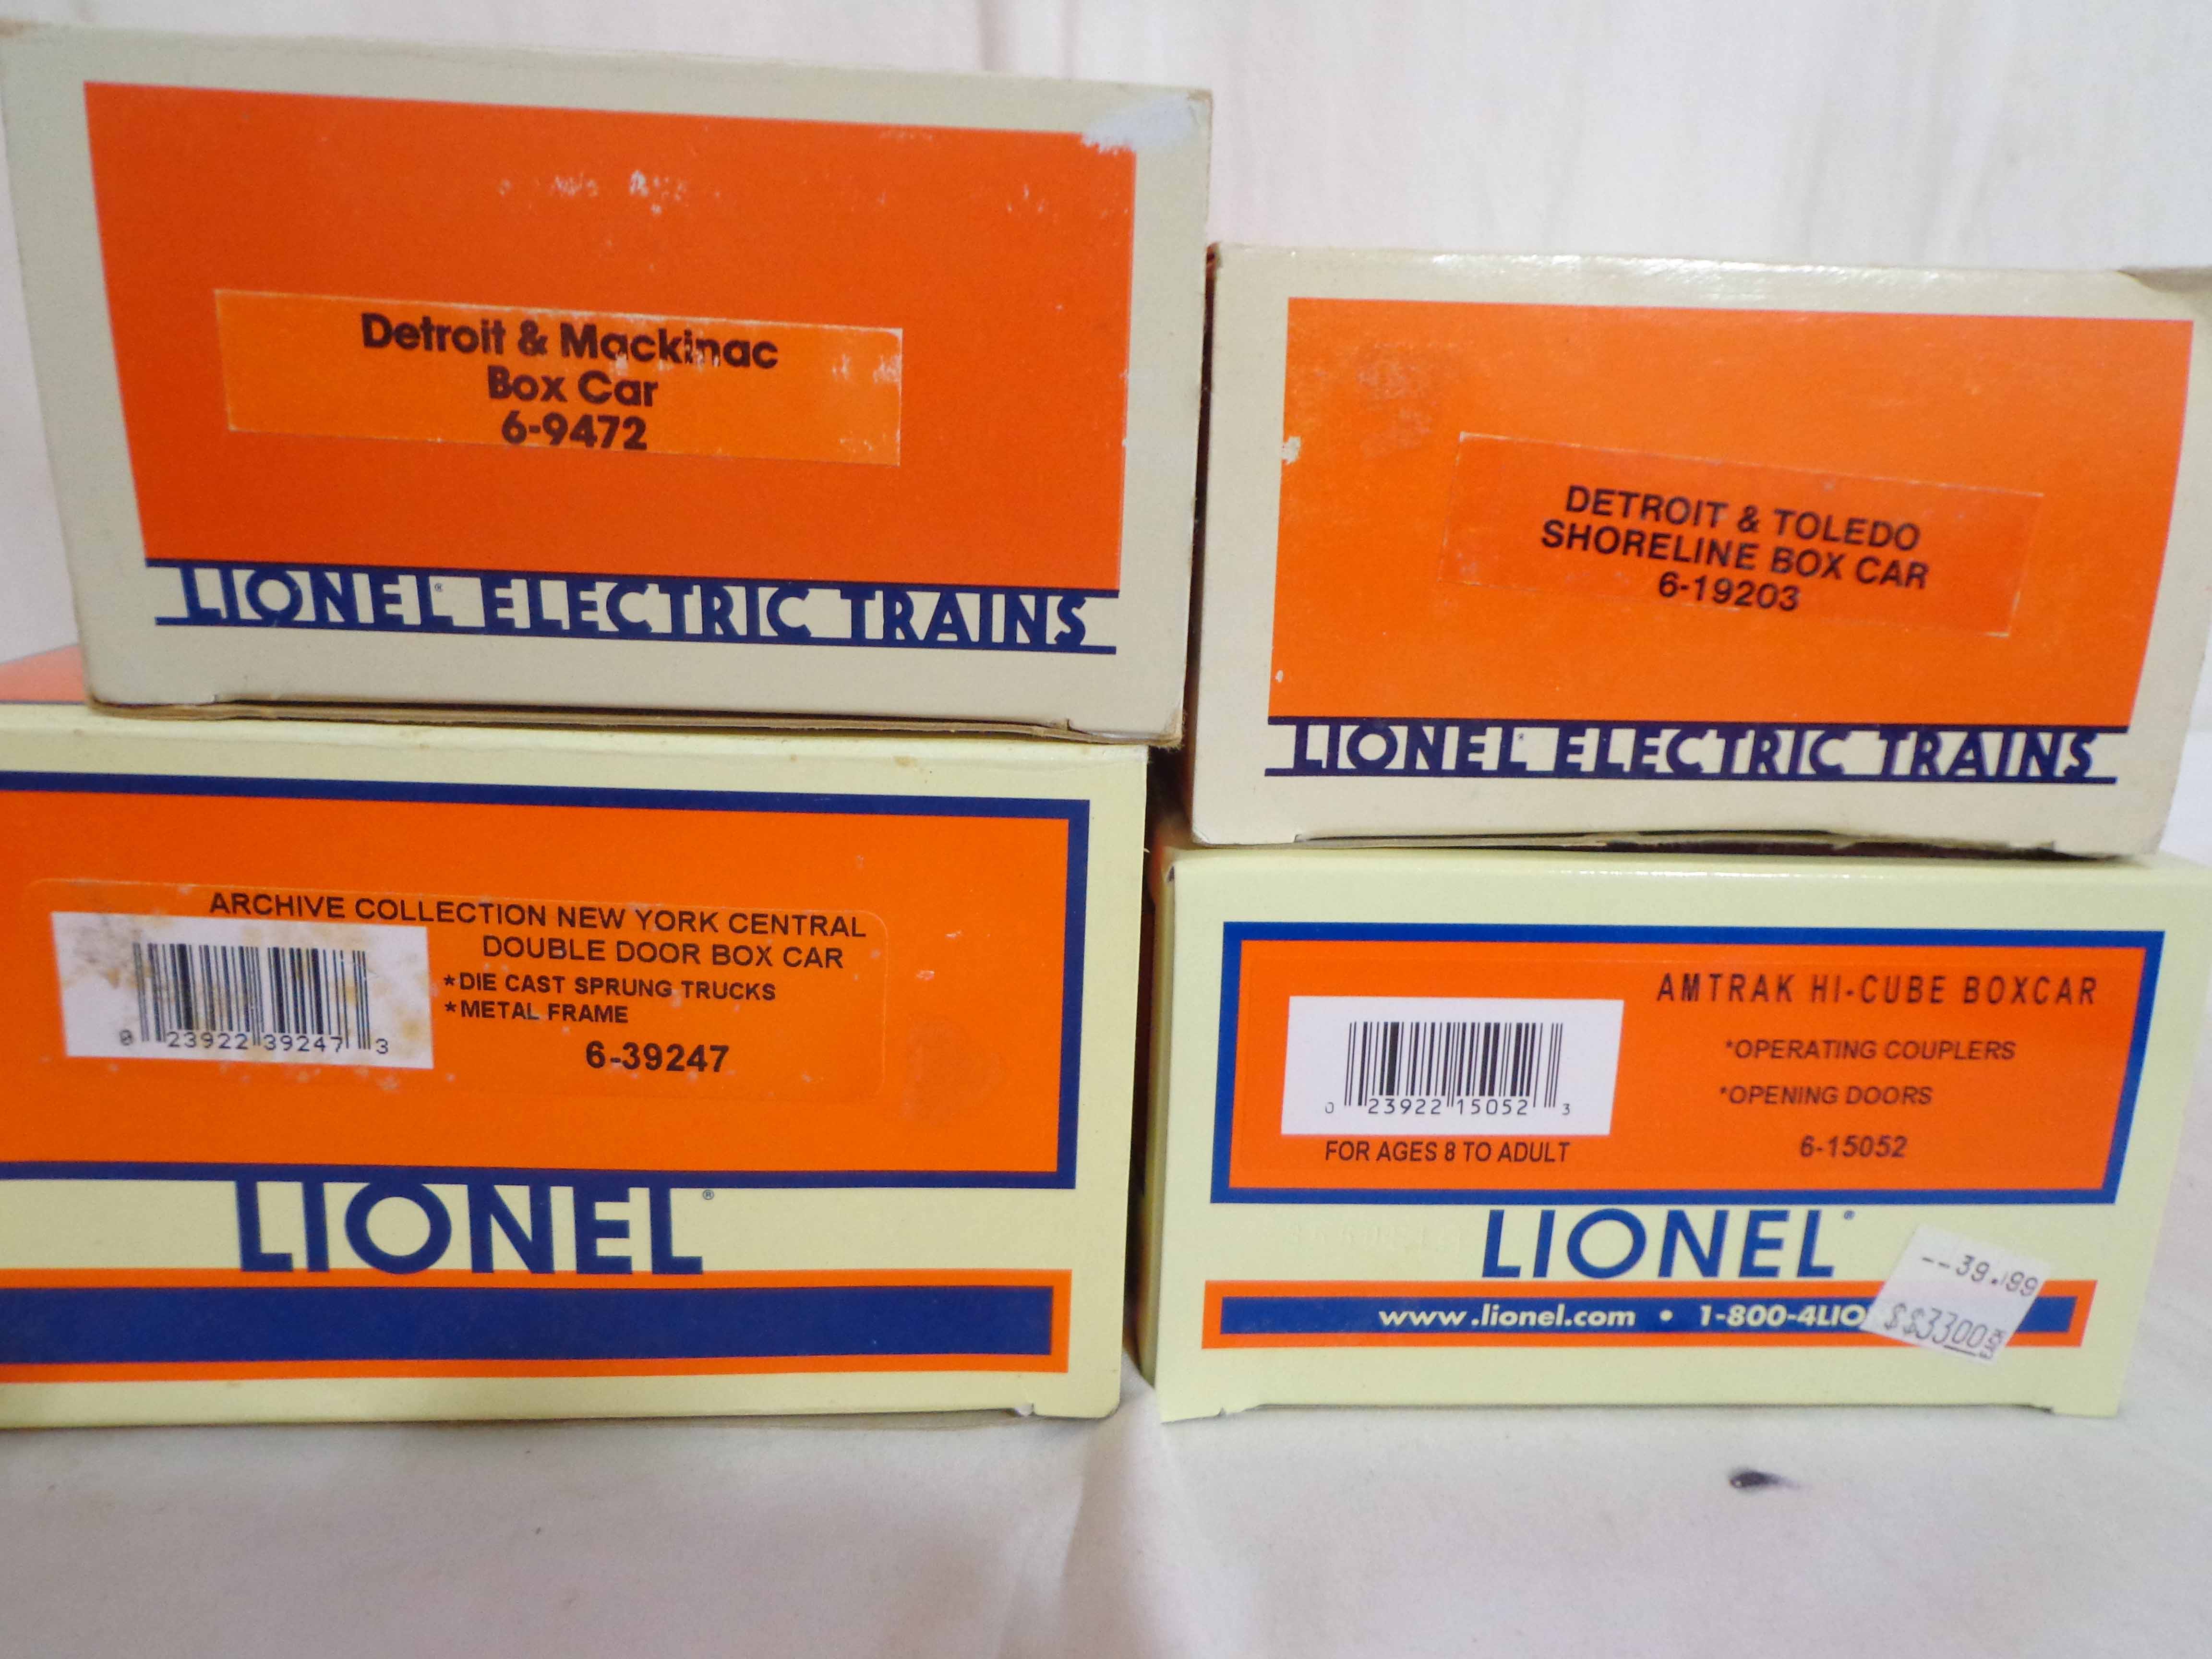 Detroit & Mackinac
Box Car
6-9472
LIONEL® ELECTRIC TRAINS
DETROIT & TOLEDO
SHORELINE BOX CAR
6-19203
LIONEL® ELECTRIC TRAINS
ARCHIVE COLLECTION NEW YORK CENTRAL
DOUBLE DOOR BOX CAR
*DIE CAST SPRUNG TRUCKS
*METAL FRAME
0 23922 39247 3
6-39247
LIONEL®
AMTRAK HI-CUBE BOXCAR
*OPERATING COUPLERS
*OPENING DOORS
0 23922 15052 3
FOR AGES 8 TO ADULT
6-15052
LIONEL®
www.lionel.com • 1-800-4LIO
--39.99
$$3300